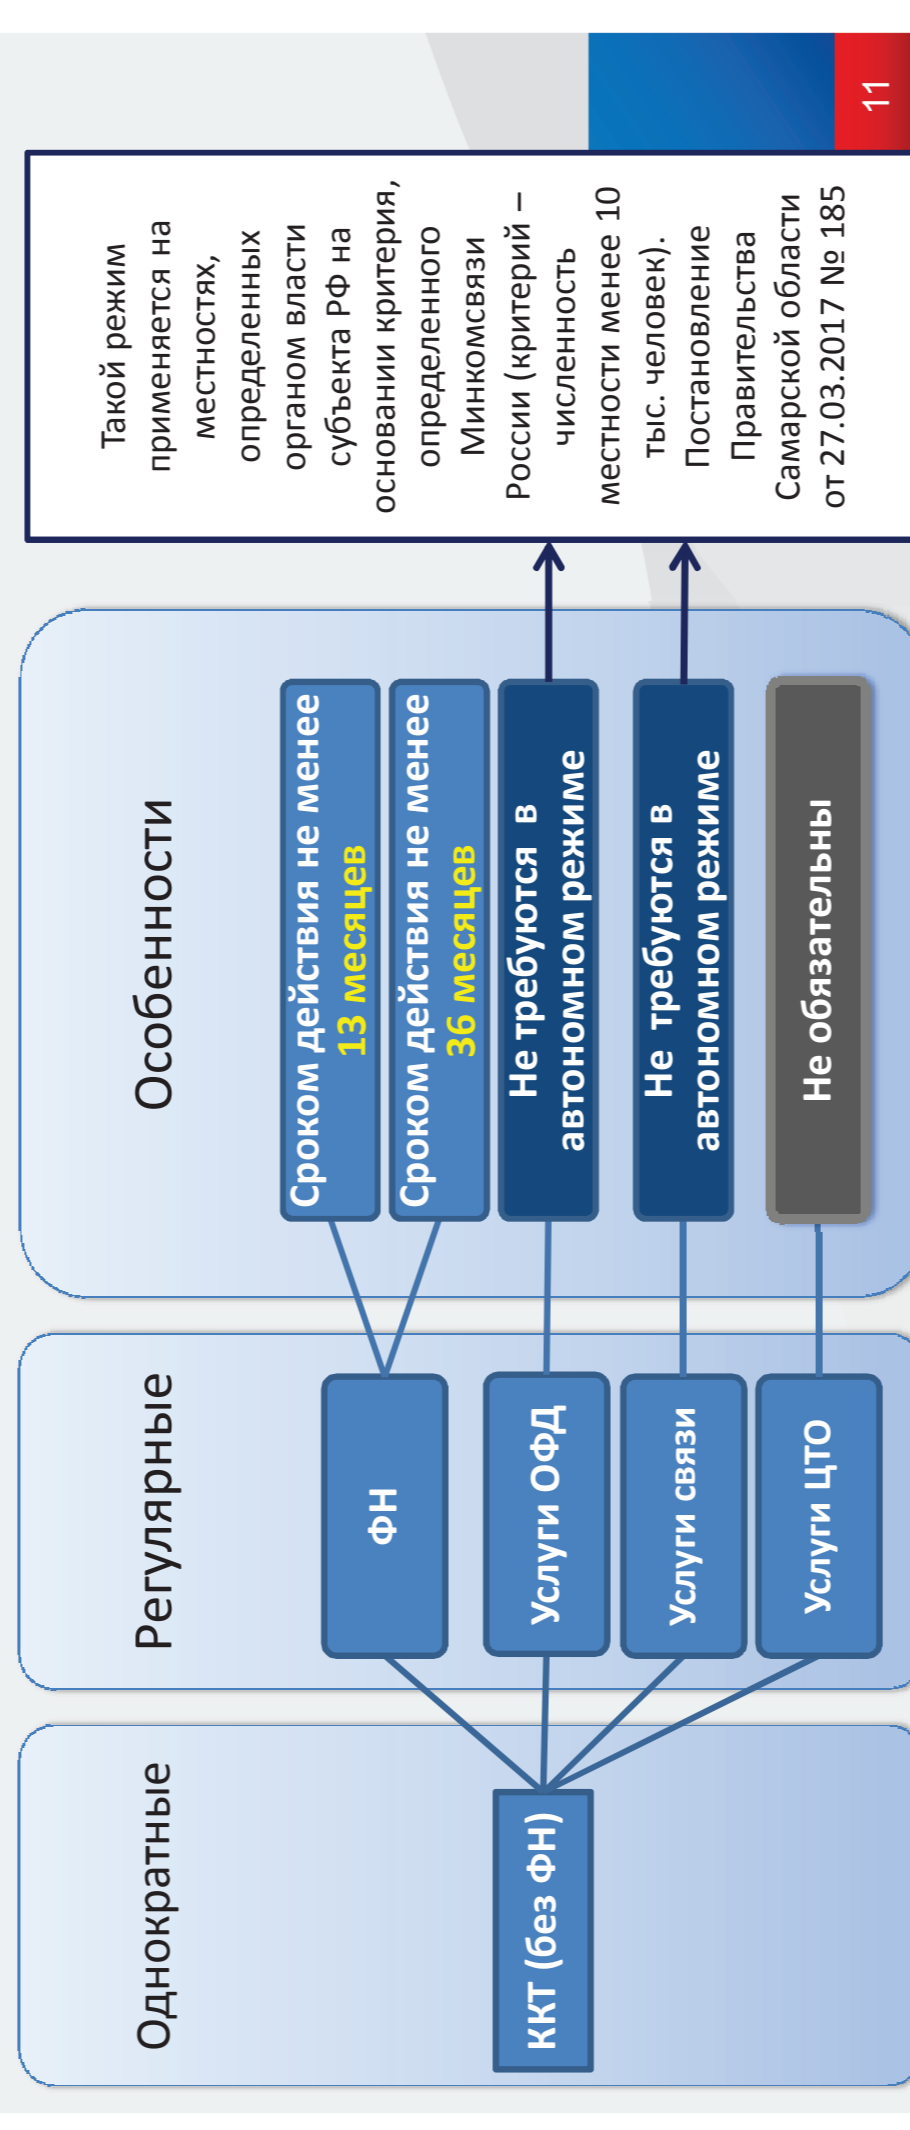 Однократные
Регулярные
Особенности
ККТ (без ФН)
ФН
Услуги ОФД
Услуги связи
Услуги ЦТО
Сроком действия не менее
13 месяцев
Сроком действия не менее
36 месяцев
Не требуются в
автономном режиме
Не требуются в
автономном режиме
Не обязательны
Такой режим
применяется на
местностях,
определенных
органом власти
субъекта РФ на
основании критерия,
определенного
Минкомсвязи
России (критерий –
численность
местности менее 10
тыс. человек).
Постановление
Правительства
Самарской области
от 27.03.2017 № 185
11